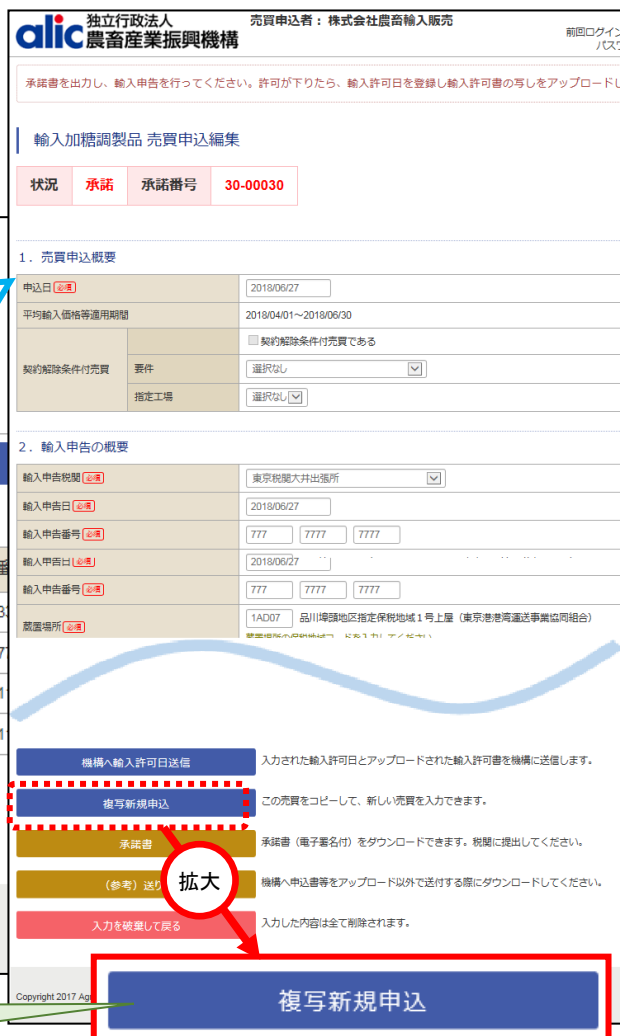 alic 独立行政法人 農畜産業振興機構
売買申込者： 株式会社農畜輸入販売
前回ログイン
パスワ
承諾書を出力し、輸入申告を行ってください。許可が下りたら、輸入許可日を登録し輸入許可書の写しをアップロードし
輸入加糖調製品 売買申込編集
状況 承諾 承諾番号 30-00030
1．売買申込概要
申込日 必須 2018/06/27
平均輸入価格等適用期間 2018/04/01～2018/06/30
契約解除条件付売買 契約解除条件付売買である
要件 選択なし
指定工場 選択なし
2．輸入申告の概要
輸入申告税関 必須 東京税関大井出張所
輸入申告日 必須 2018/06/27
輸入申告番号 必須 777 7777 7777
輸入申告日 必須 2018/06/27
輸入申告番号 必須 777 7777 7777
蔵置場所 必須 1AD07 品川埠頭地区指定保税地域１号上屋（東京港港湾運送事業協同組合）
蔵置場所の保税地域コードを入力してください
機構へ輸入許可日送信 入力された輸入許可日とアップロードされた輸入許可書を機構に送信します。
複写新規申込 この売買をコピーして、新しい売買を入力できます。
承諾書 承諾書（電子署名付）をダウンロードできます。税関に提出してください。
（参考）送り 機構へ申込書等をアップロード以外で送付する際にダウンロードしてください。
拡大
入力を破棄して戻る 入力した内容は全て削除されます。
Copyright 2017 Ag
複写新規申込